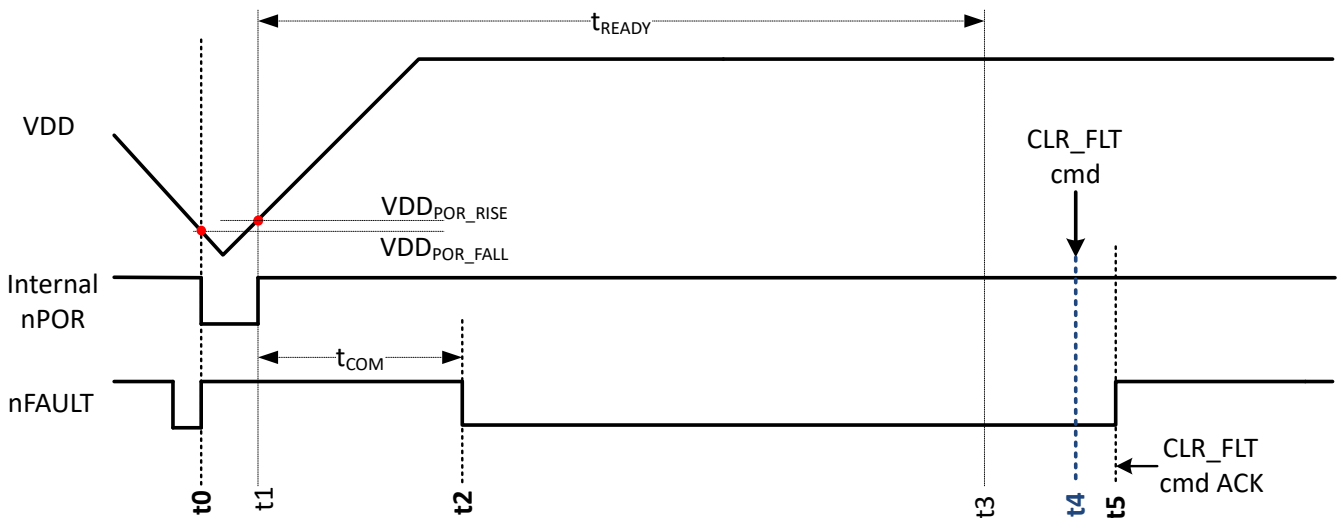 tREADY
VDD
CLR_FLT
cmd
VDDPOR_RISE
VDDPOR_FALL
Internal
nPOR
tCOM
nFAULT
CLR_FLT
cmd ACK
t0
t1
t2
t3
t4
t5